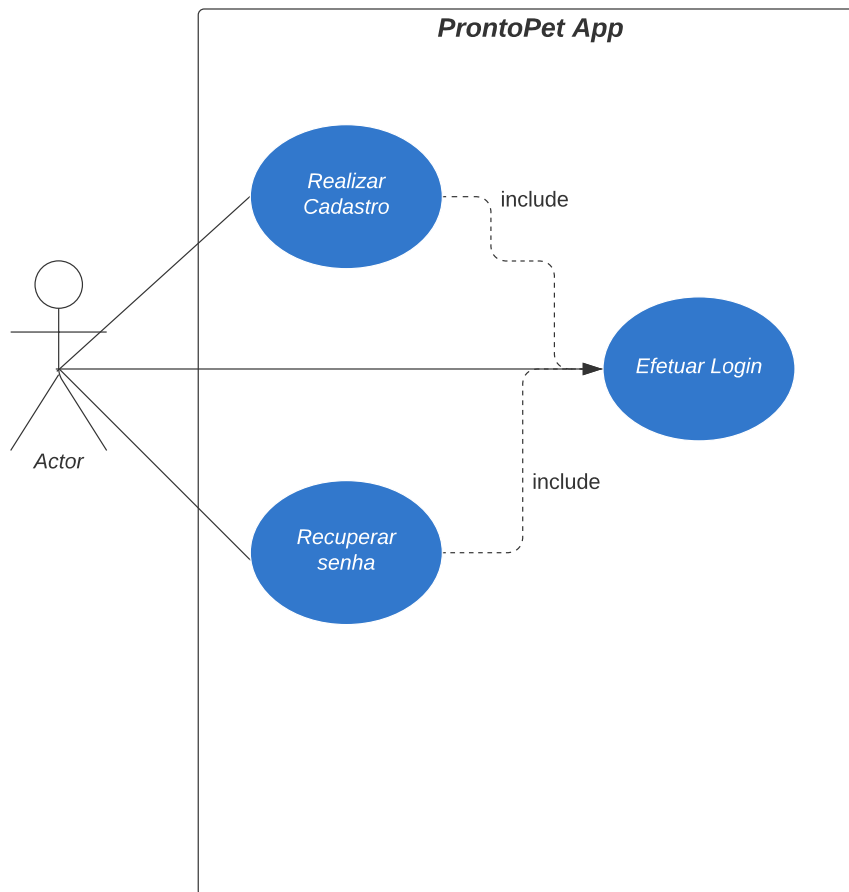 ProntoPet App
Realizar
Cadastro
include
Efetuar Login
Actor
include
Recuperar
senha